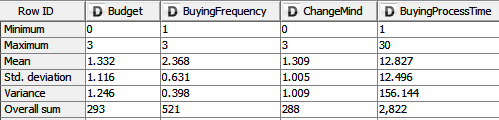 Row ID D Budget D BuyingFrequency D ChangeMind D BuyingProcessTime
Minimum 0 1 0 1
Maximum 3 3 3 30
Mean 1.332 2.368 1.309 12.827
Std. deviation 1.116 0.631 1.005 12.496
Variance 1.246 0.398 1.009 156.144
Overall sum 293 521 288 2,822